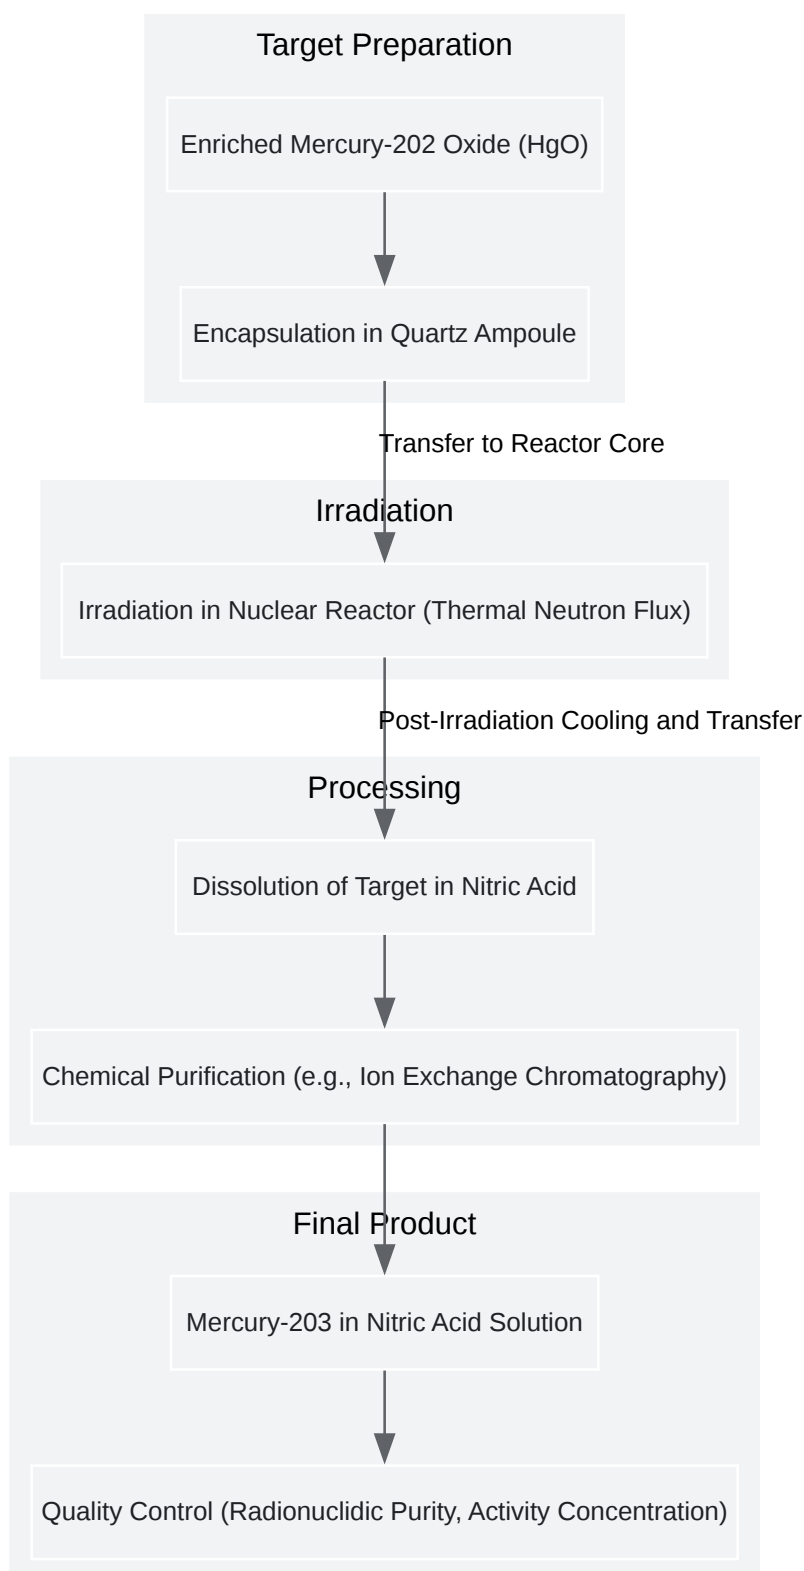 Target Preparation
Enriched Mercury-202 Oxide (HgO)
Encapsulation in Quartz Ampoule
Transfer to Reactor Core
Irradiation
Irradiation in Nuclear Reactor (Thermal Neutron Flux)
Post-Irradiation Cooling and Transfer
Processing
Dissolution of Target in Nitric Acid
Chemical Purification (e.g., Ion Exchange Chromatography)
Final Product
Mercury-203 in Nitric Acid Solution
Quality Control (Radionuclidic Purity, Activity Concentration)